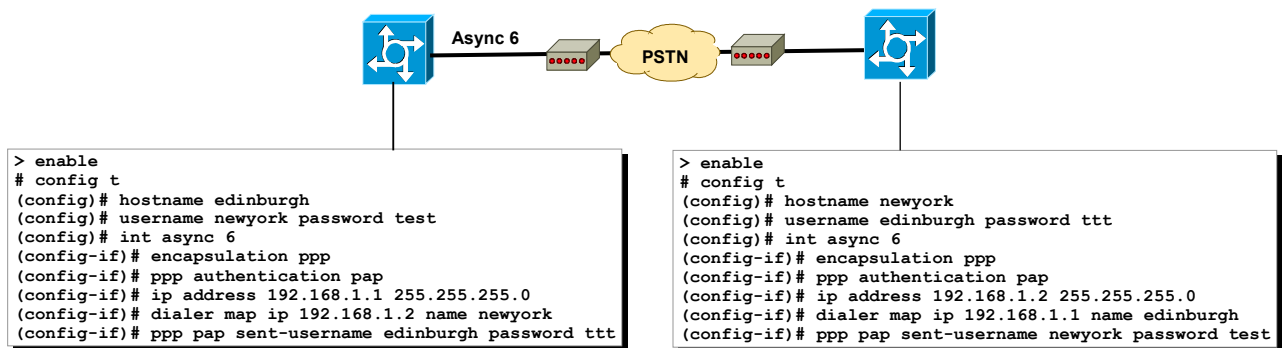 Async 6
PSTN
> enable
# config t
(config)# hostname edinburgh
(config)# username newyork password test
(config)# int async 6
(config-if)# encapsulation ppp
(config-if)# ppp authentication pap
(config-if)# ip address 192.168.1.1 255.255.255.0
(config-if)# dialer map ip 192.168.1.2 name newyork
(config-if)# ppp pap sent-username edinburgh password ttt
> enable
# config t
(config)# hostname newyork
(config)# username edinburgh password ttt
(config)# int async 6
(config-if)# encapsulation ppp
(config-if)# ppp authentication pap
(config-if)# ip address 192.168.1.2 255.255.255.0
(config-if)# dialer map ip 192.168.1.1 name edinburgh
(config-if)# ppp pap sent-username newyork password test